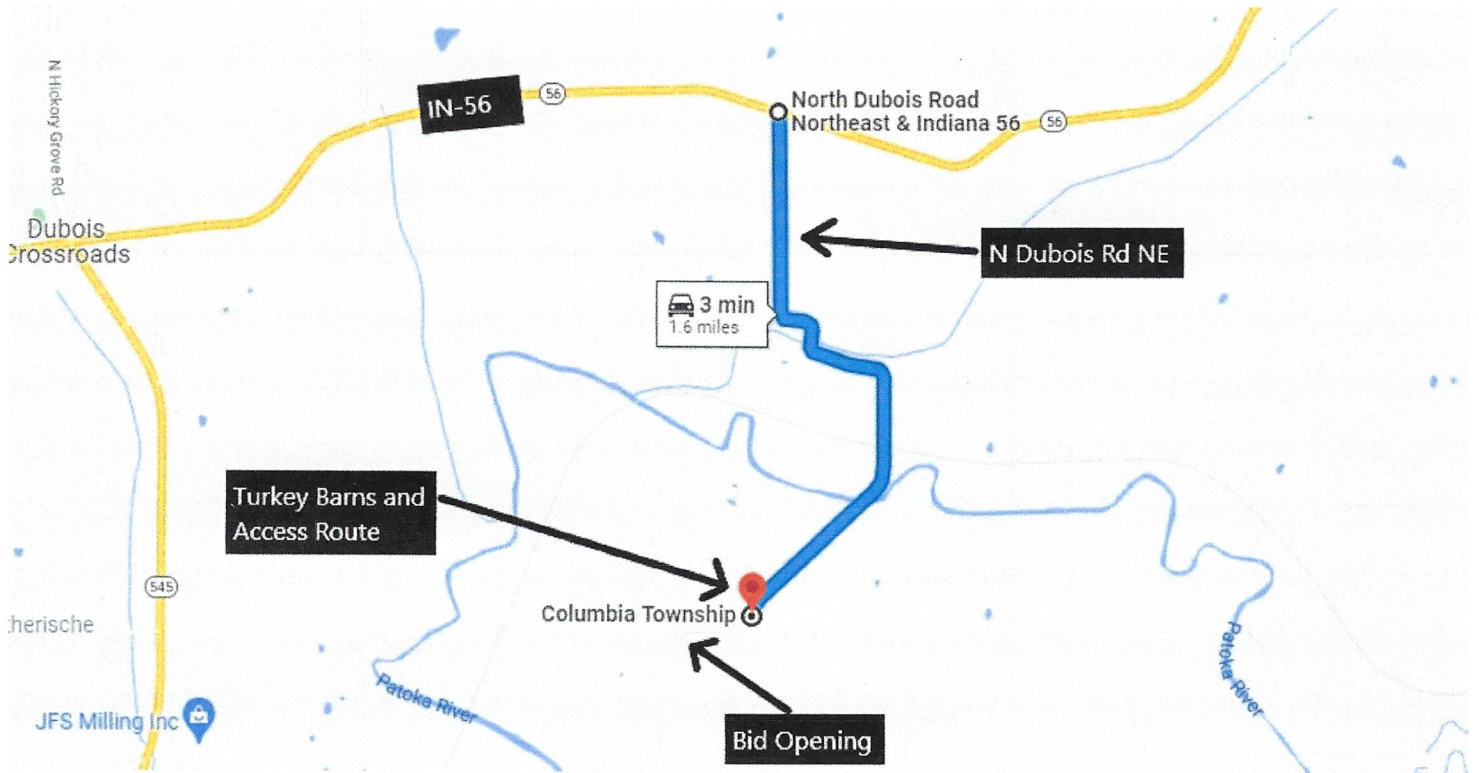 N Hickory Grove Rd
IN-56
56
North Dubois Road
Northeast & Indiana 56
56
Dubois
Crossroads
N Dubois Rd NE
3 min
1.6 miles
Turkey Barns and
Access Route
545
Columbia Township
therische
Patoka River
Patoka River
JFS Milling Inc
Bid Opening